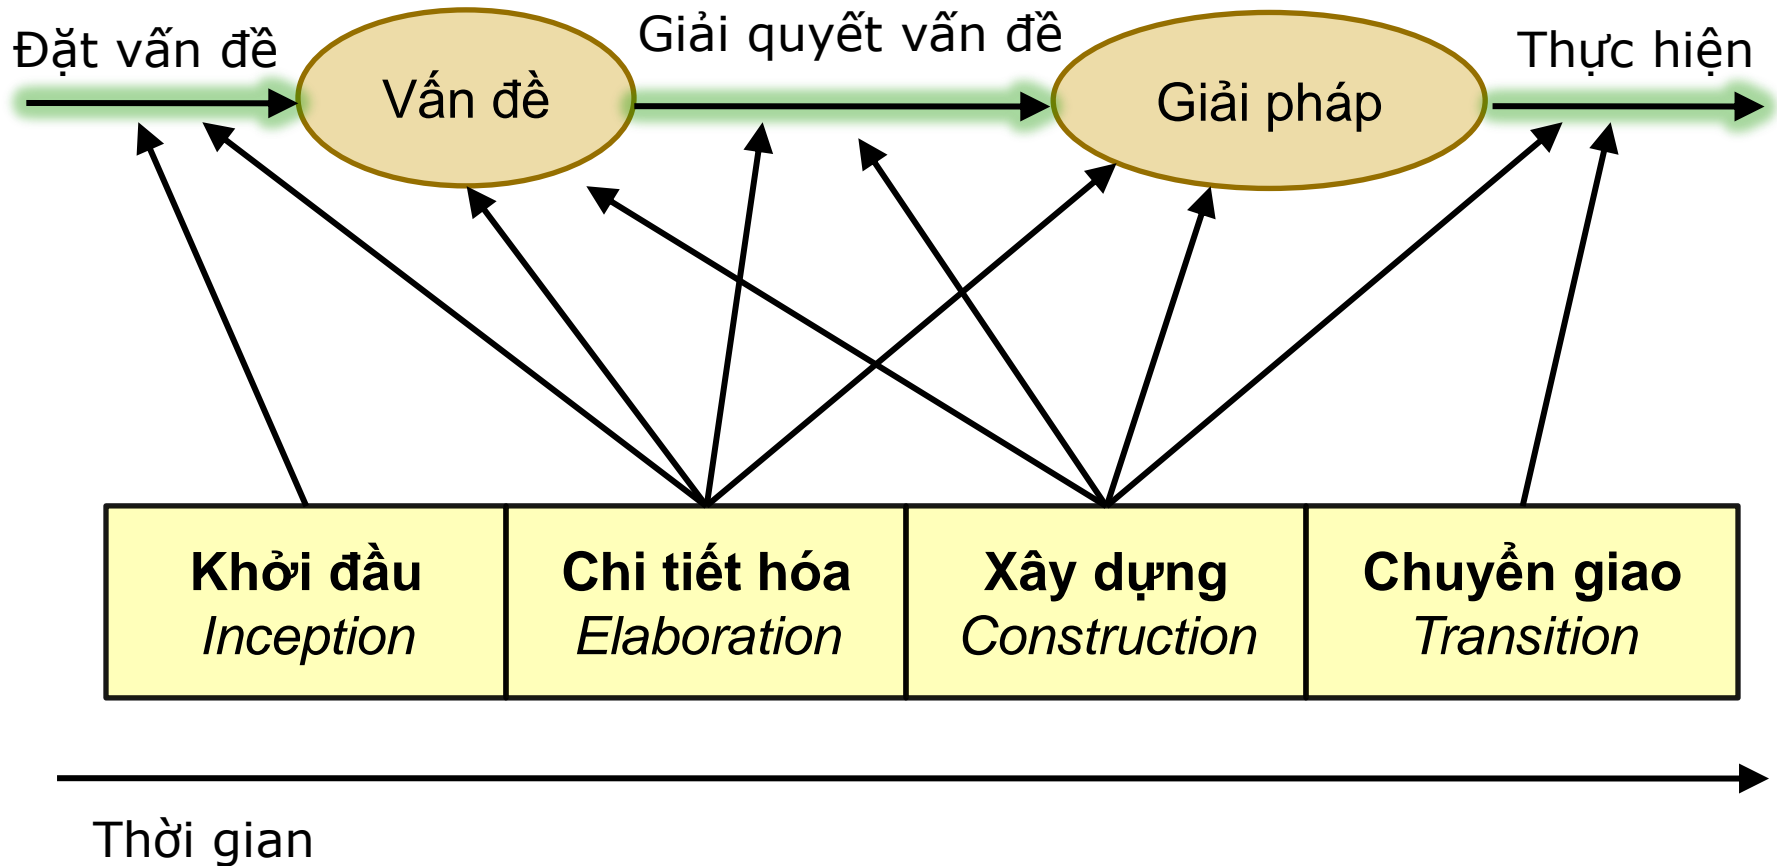 Đặt vấn đề
Vấn đề
Giải quyết vấn đề
Giải pháp
Thực hiện
Khởi đầu
Inception
Chi tiết hóa
Elaboration
Xây dựng
Construction
Chuyển giao
Transition
Thời gian